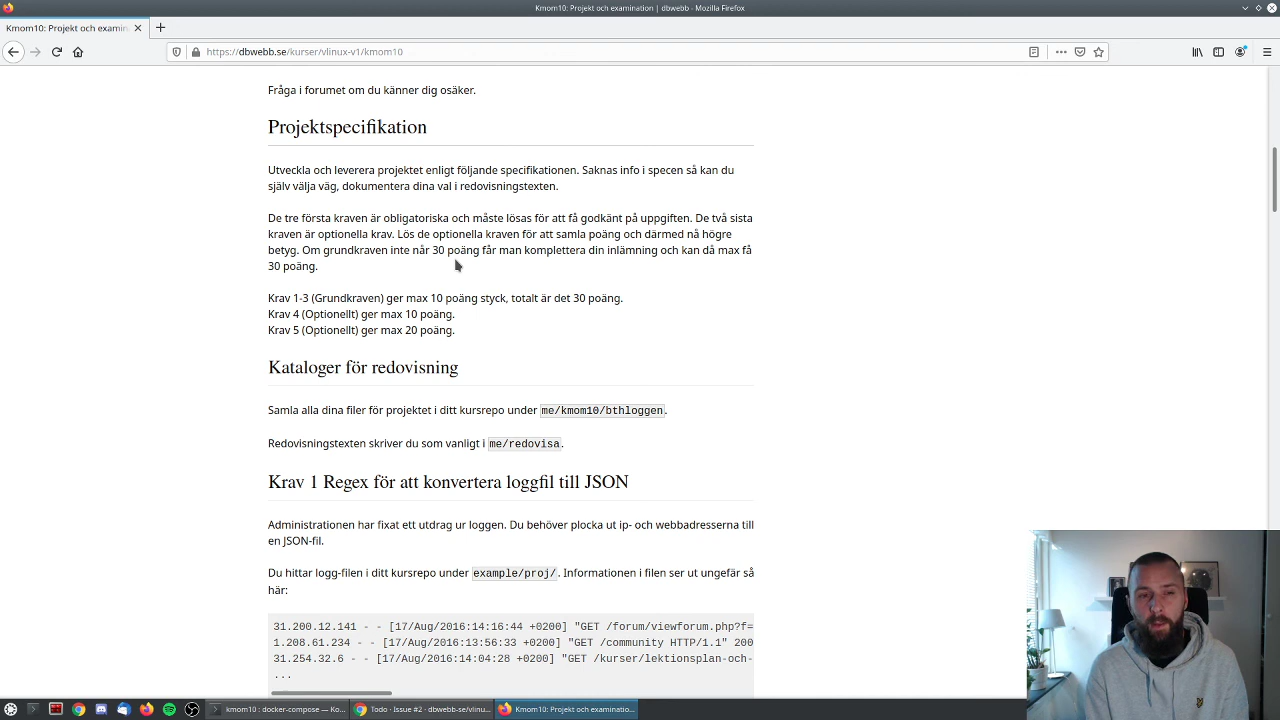 Kmom10: Projekt och examination | dbwebb - Mozilla Firefox
Kmom10: Projekt och examin
https://dbwebb.se/kurser/vlinux-v1/kmom10
Fråga i forumet om du känner dig osäker.
Projektspecifikation
Utveckla och leverera projektet enligt följande specifikationen. Saknas info i specen så kan du
själv välja väg, dokumentera dina val i redovisningstexten.
De tre första kraven är obligatoriska och måste lösas för att få godkänt på uppgiften. De två sista
kraven är optionella krav. Lös de optionella kraven för att samla poäng och därmed nå högre
betyg. Om grundkraven inte når 30 poäng får man komplettera din inlämning och kan då max få
30 poäng.
Krav 1-3 (Grundkraven) ger max 10 poäng styck, totalt är det 30 poäng.
Krav 4 (Optionellt) ger max 10 poäng.
Krav 5 (Optionellt) ger max 20 poäng.
Kataloger för redovisning
Samla alla dina filer för projektet i ditt kursrepo under me/kmom10/bthloggen.
Redovisningstexten skriver du som vanligt i me/redovisa.
Krav 1 Regex för att konvertera loggfil till JSON
Administrationen har fixat ett utdrag ur loggen. Du behöver plocka ut ip- och webbadresserna till
en JSON-fil.
Du hittar logg-filen i ditt kursrepo under example/proj/. Informationen i filen ser ut ungefär så
här:
31.200.12.141 - - [17/Aug/2016:14:16:44 +0200] "GET /forum/viewforum.php?f=
1.208.61.234 - - [17/Aug/2016:13:56:33 +0200] "GET /community HTTP/1.1" 200
31.254.32.6 - - [17/Aug/2016:14:04:28 +0200] "GET /kurser/lektionsplan-och-
...
kmom10 : docker-compose — Ko...
Todo · Issue #2 · dbwebb-se/vlinu...
Kmom10: Projekt och examinatio...